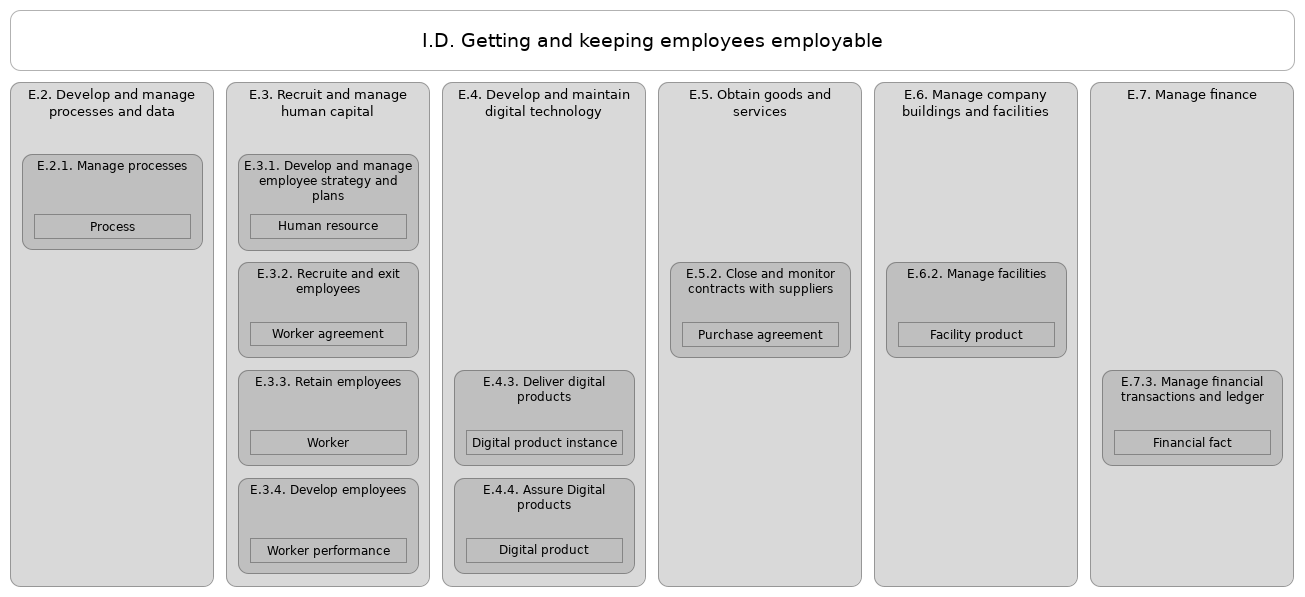 I.D. Getting and keeping employees employable
E.2. Develop and manage
processes and data
E.2.1. Manage processes
Process
E.3. Recruit and manage
human capital
E.3.1. Develop and manage
employee strategy and
plans
Human resource
E.3.2. Recruite and exit
employees
Worker agreement
E.3.3. Retain employees
Worker
E.3.4. Develop employees
Worker performance
E.4. Develop and maintain
digital technology
E.4.3. Deliver digital
products
Digital product instance
E.4.4. Assure Digital
products
Digital product
E.5. Obtain goods and
services
E.5.2. Close and monitor
contracts with suppliers
Purchase agreement
E.6. Manage company
buildings and facilities
E.6.2. Manage facilities
Facility product
E.7. Manage finance
E.7.3. Manage financial
transactions and ledger
Financial fact